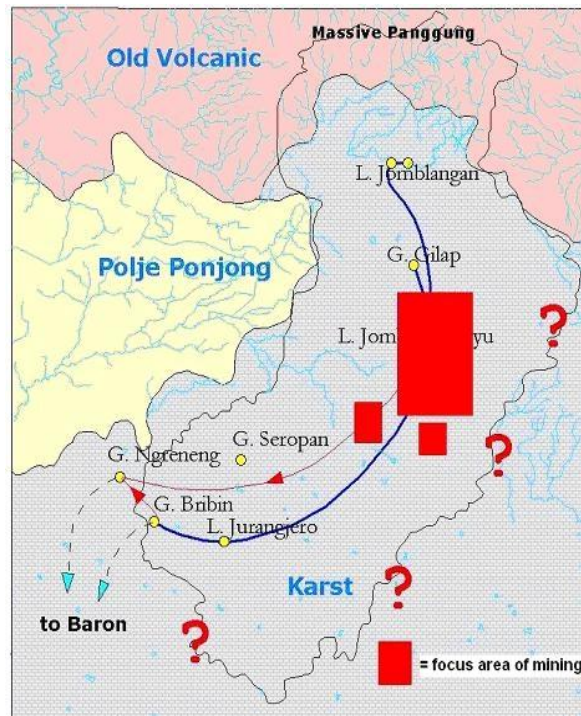 Massive Panggung
Old Volcanic
L. Jomblangan
Polje Ponjong
G. Gilap
?
L. Jom
yu
G. Seropan
?
G. Ngreneng
G. Bribin
L. Jurangjero
Karst
?
to Baron
?
= focus area of mining